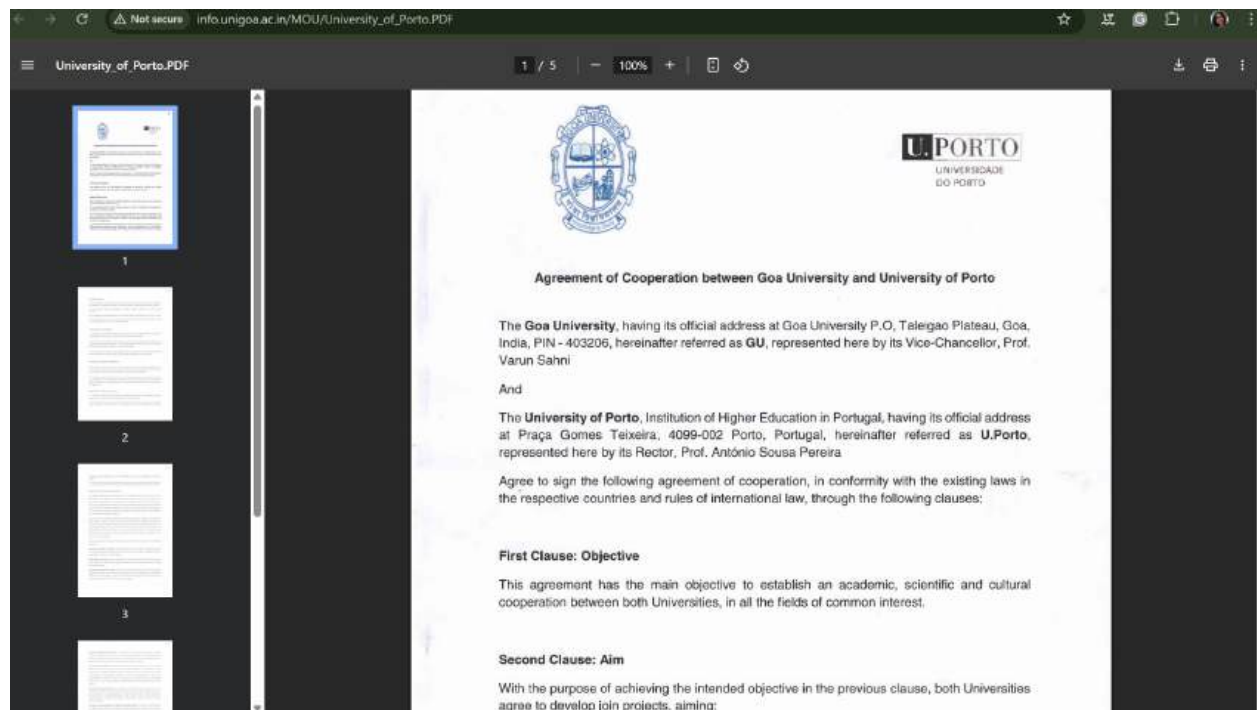 Not secure info.unigoa.ac.in/MOU/University_of_Porto.PDF
University_of_Porto.PDF
1 / 5
100%
1
2
3
GOA UNIVERSITY
U.PORTO
UNIVERSIDADE
DO PORTO
Agreement of Cooperation between Goa University and University of Porto
The Goa University, having its official address at Goa University P.O, Taleigao Plateau, Goa,
India, PIN - 403206, hereinafter referred as GU, represented here by its Vice-Chancellor, Prof.
Varun Sahni
And
The University of Porto, Institution of Higher Education in Portugal, having its official address
at Praça Gomes Teixeira, 4099-002 Porto, Portugal, hereinafter referred as U.Porto,
represented here by its Rector, Prof. António Sousa Pereira
Agree to sign the following agreement of cooperation, in conformity with the existing laws in
the respective countries and rules of international law, through the following clauses:
First Clause: Objective
This agreement has the main objective to establish an academic, scientific and cultural
cooperation between both Universities, in all the fields of common interest.
Second Clause: Aim
With the purpose of achieving the intended objective in the previous clause, both Universities
agree to develop join projects, aiming: